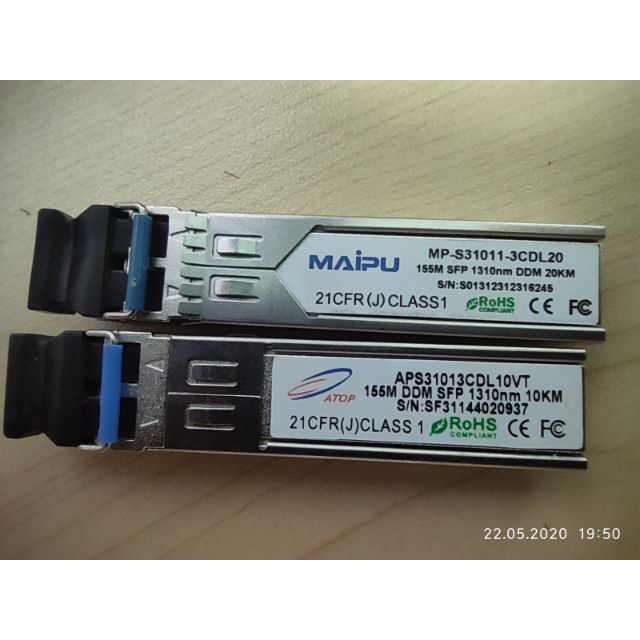 MAIPU
MP-S31011-3CDL20
155M SFP 1310nm DDM 20KM
S/N:S01312312316245
21CFR(J)CLASS1
RoHS
COMPLIANT
CE FC
ATOP
APS31013CDL10VT
155M DDM SFP 1310nm 10KM
S/N:SF31144020937
21CFR(J)CLASS 1
RoHS
COMPLIANT
CE FC
22.05.2020 19:50